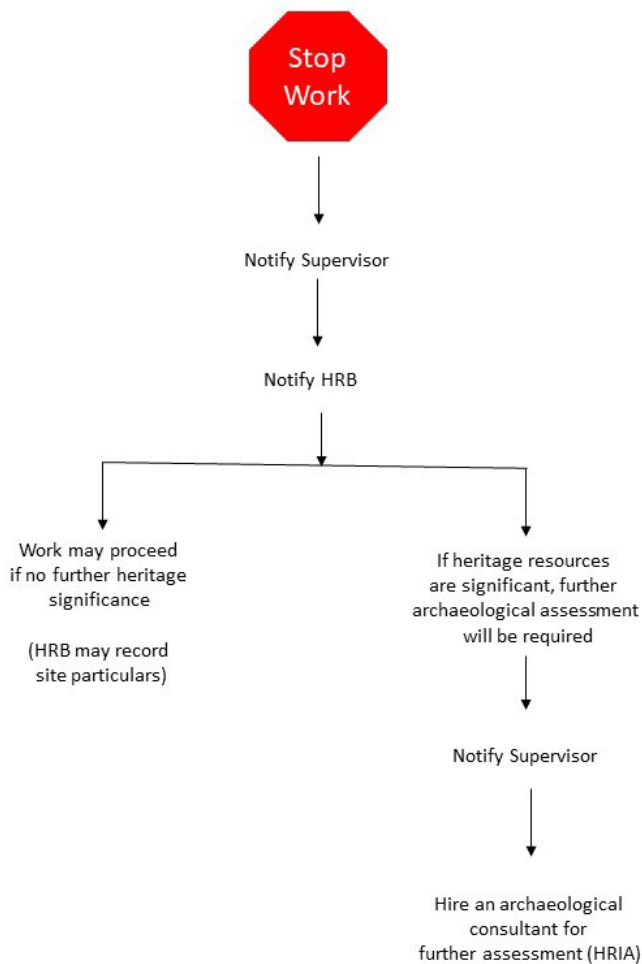 Stop
Work
Notify Supervisor
Notify HRB
Work may proceed
if no further heritage
significance
(HRB may record
site particulars)
If heritage resources
are significant, further
archaeological assessment
will be required
Notify Supervisor
Hire an archaeological
consultant for
further assessment (HRIA)